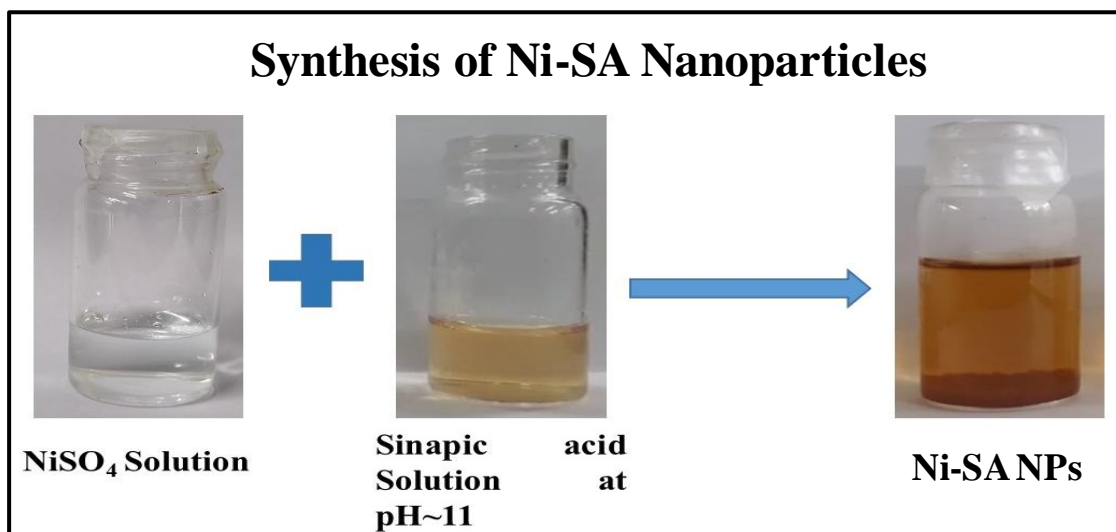 Synthesis of Ni-SA Nanoparticles
NiSO₄ Solution
Sinapic acid
Solution at
pH~11
Ni-SA NPs